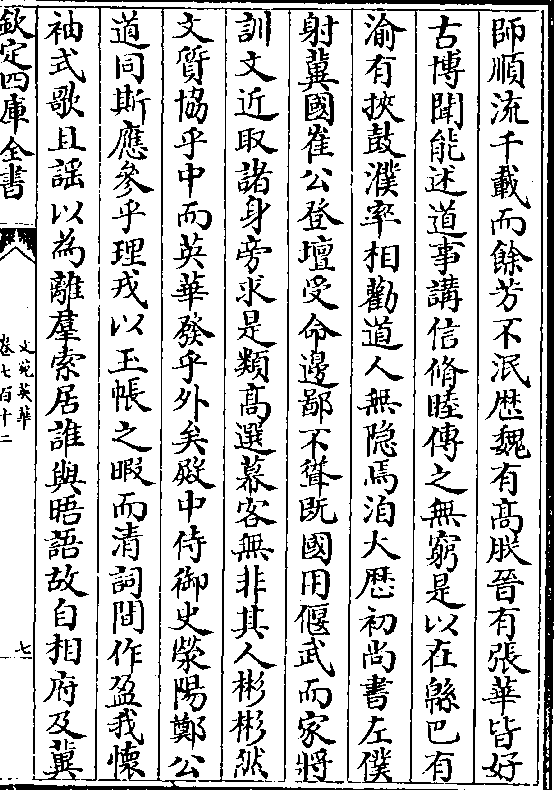 師順流千載而餘芳不泯歴魏有髙朕晉有張華皆好
古博聞能述道事講信脩睦傳之無窮是以在緜巴有
渝有挾鼓濮率相勸道人無隐焉洎大歴初尚書左僕
射冀國崔公登壇受命邊鄙不聳既國用偃武而家將
訓文近取諸身旁求是類髙選幕客無非其人彬彬然
文質協乎中而英華發乎外矣殿中侍御史滎陽鄭公
道同斯應參乎理戎以玉帳之暇而清詞間作盈我懷
袖式歌且謡以為離羣索居誰與晤語故自相府及冀
欽定四庫全書
文苑英華
卷七百十二
七